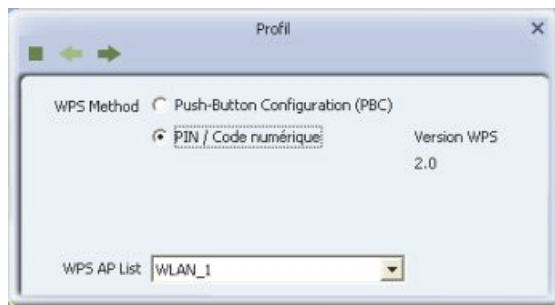 Profil
WPS Method Push-Button Configuration (PBC)
PIN / Code numérique Version WPS
2.0
WPS AP List WLAN_1